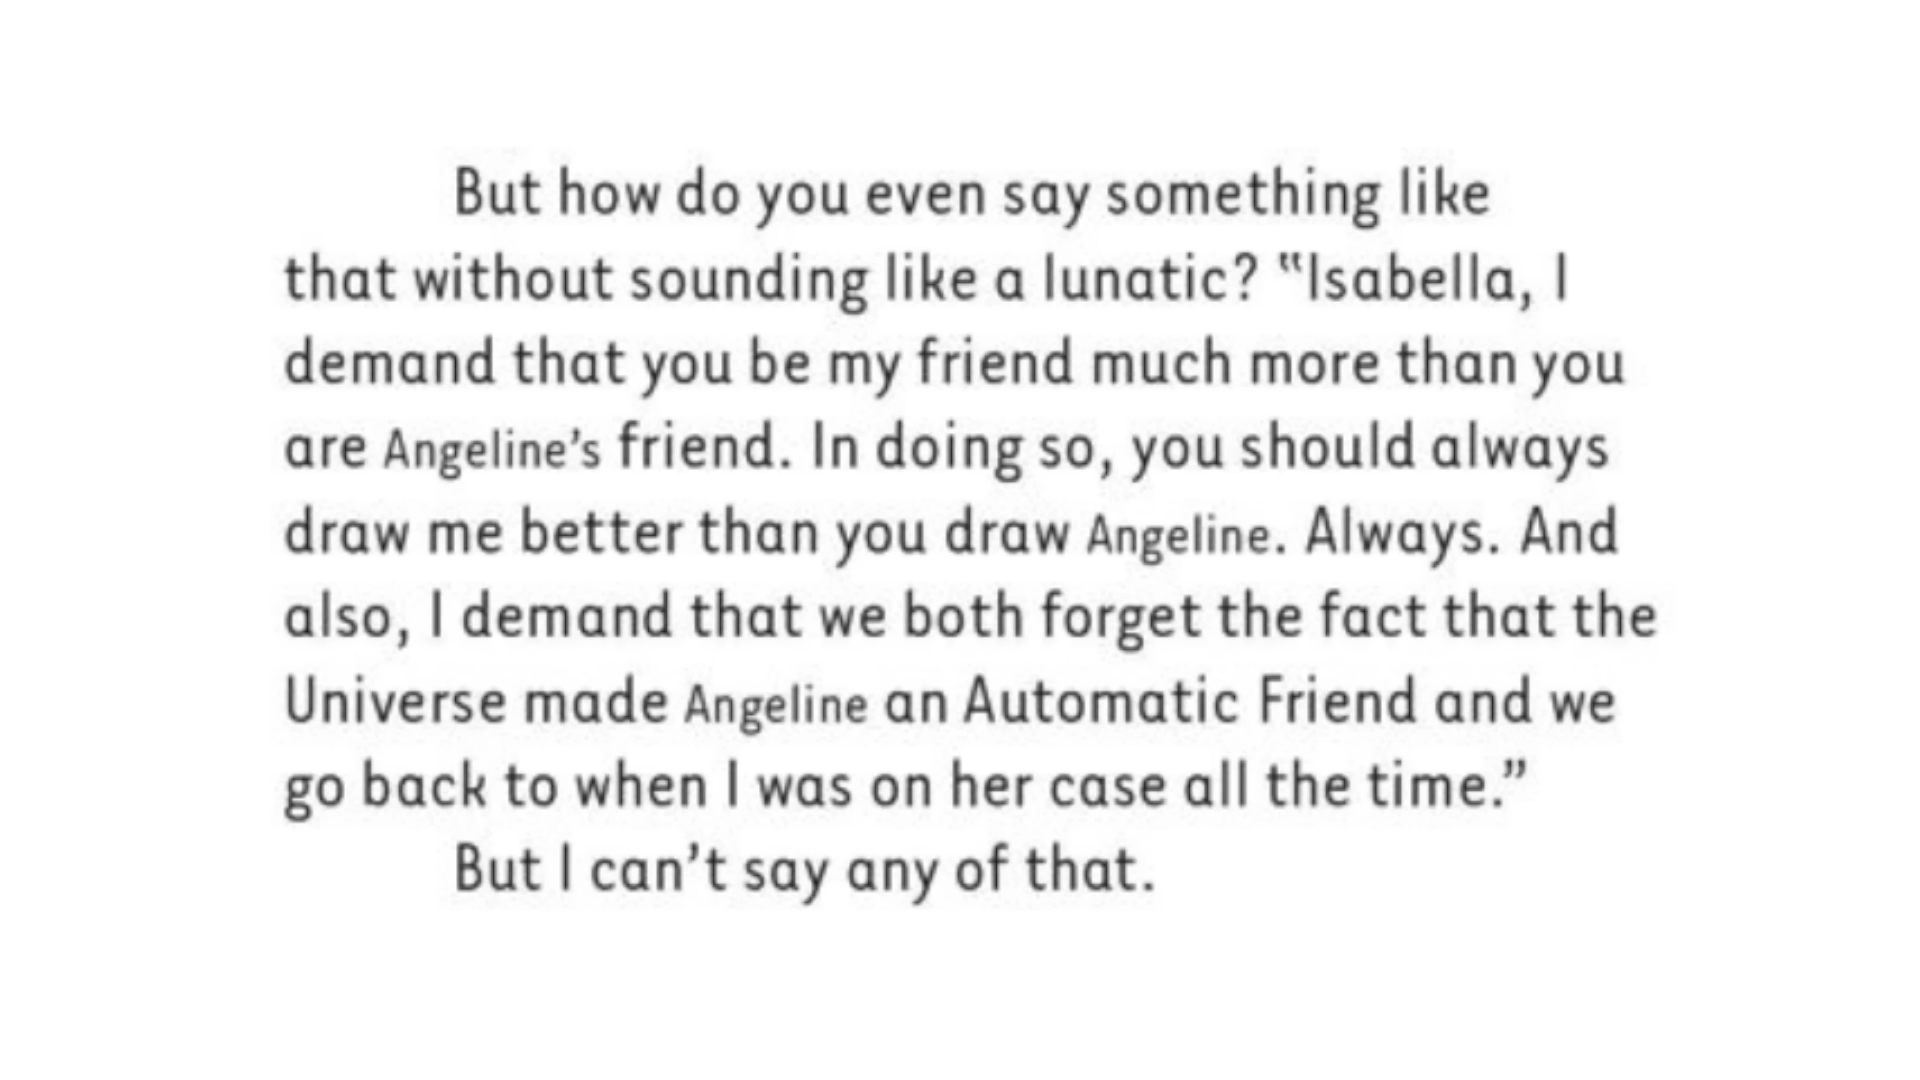 But how do you even say something like
that without sounding like a lunatic? “Isabella, I
demand that you be my friend much more than you
are Angeline’s friend. In doing so, you should always
draw me better than you draw Angeline. Always. And
also, I demand that we both forget the fact that the
Universe made Angeline an Automatic Friend and we
go back to when I was on her case all the time.”
But I can’t say any of that.